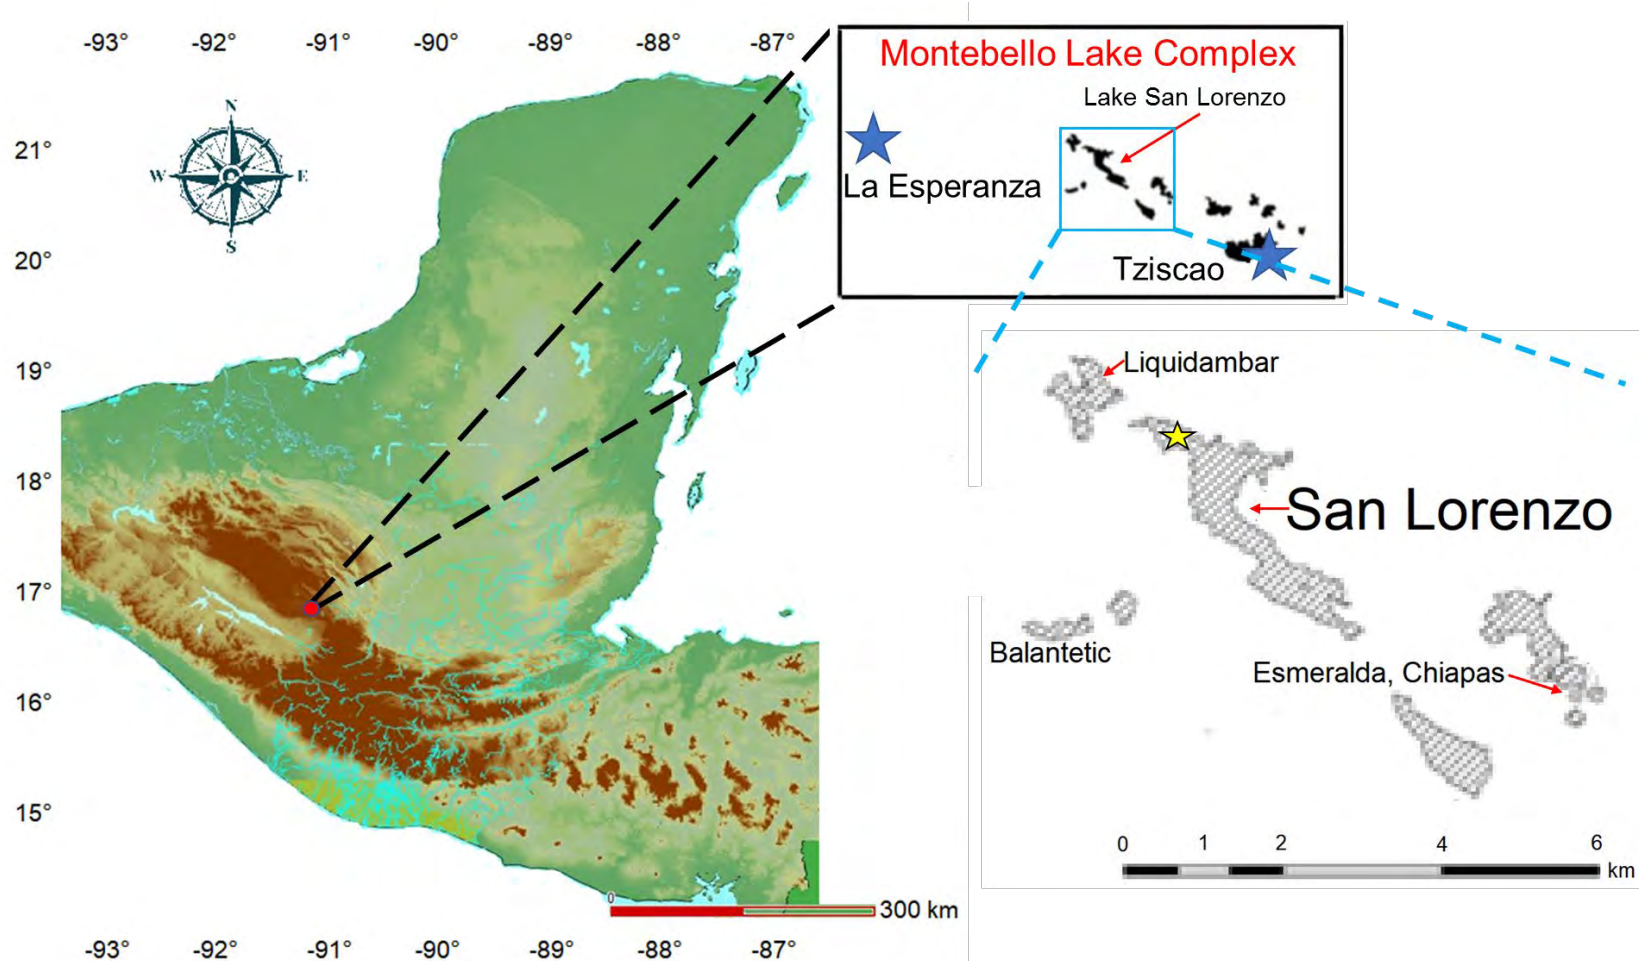 -93° -92° -91° -90° -89° -88° -87°
21°
20°
19°
18°
17°
16°
15°
N
W E
S
0
300 km
-93° -92° -91° -90° -89° -88° -87°
Montebello Lake Complex
Lake San Lorenzo
La Esperanza
Tziscao
Liquidambar
San Lorenzo
Balantetic
Esmeralda, Chiapas
0 1 2 4 6
km